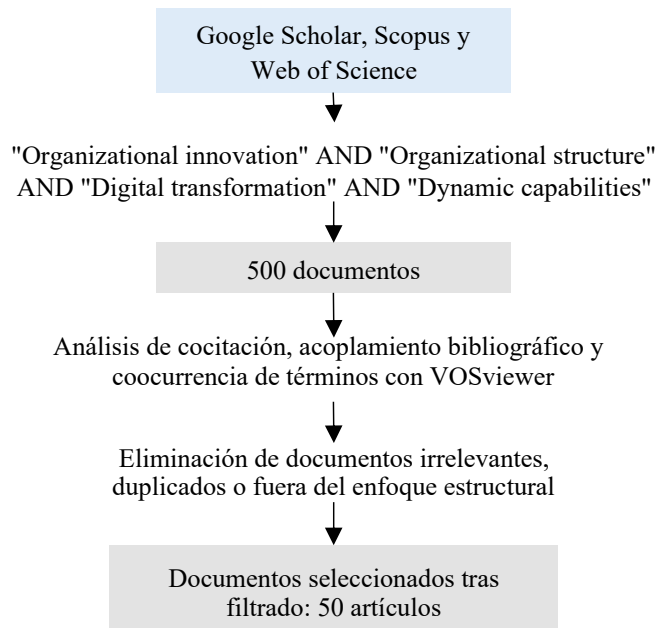 Google Scholar, Scopus y
Web of Science
"Organizational innovation" AND "Organizational structure"
AND "Digital transformation" AND "Dynamic capabilities"
500 documentos
Análisis de cocitación, acoplamiento bibliográfico y
coocurrencia de términos con VOSviewer
Eliminación de documentos irrelevantes,
duplicados o fuera del enfoque estructural
Documentos seleccionados tras
filtrado: 50 artículos